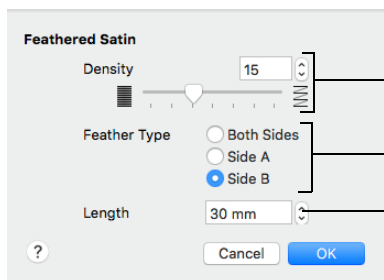 Feathered Satin
Density 15
Feather Type Both Sides
Side A
Side B
Length 30 mm
? Cancel OK